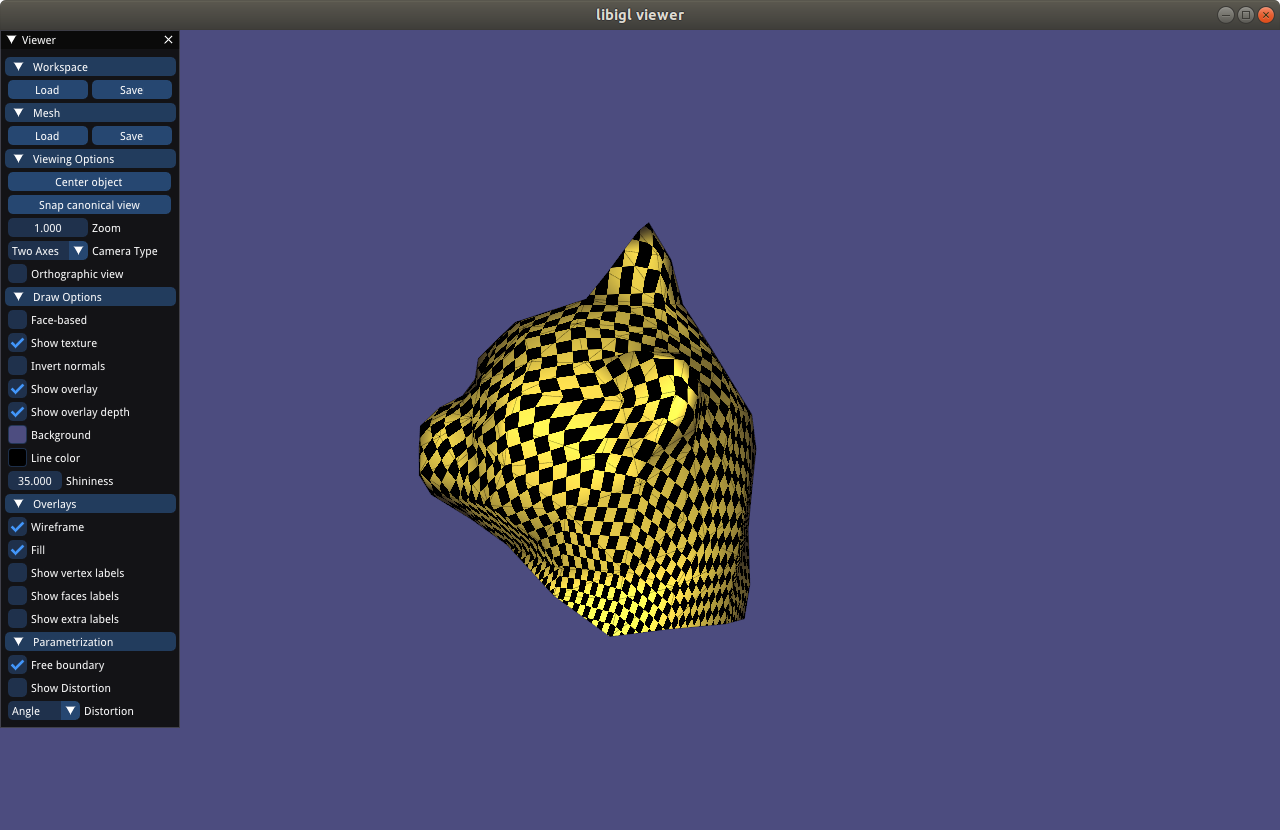 libigl viewer
Viewer
Workspace
Load Save
Mesh
Load Save
Viewing Options
Center object
Snap canonical view
1.000 Zoom
Two Axes Camera Type
Orthographic view
Draw Options
Face-based
Show texture
Invert normals
Show overlay
Show overlay depth
Background
Line color
35.000 Shininess
Overlays
Wireframe
Fill
Show vertex labels
Show faces labels
Show extra labels
Parametrization
Free boundary
Show Distortion
Angle Distortion